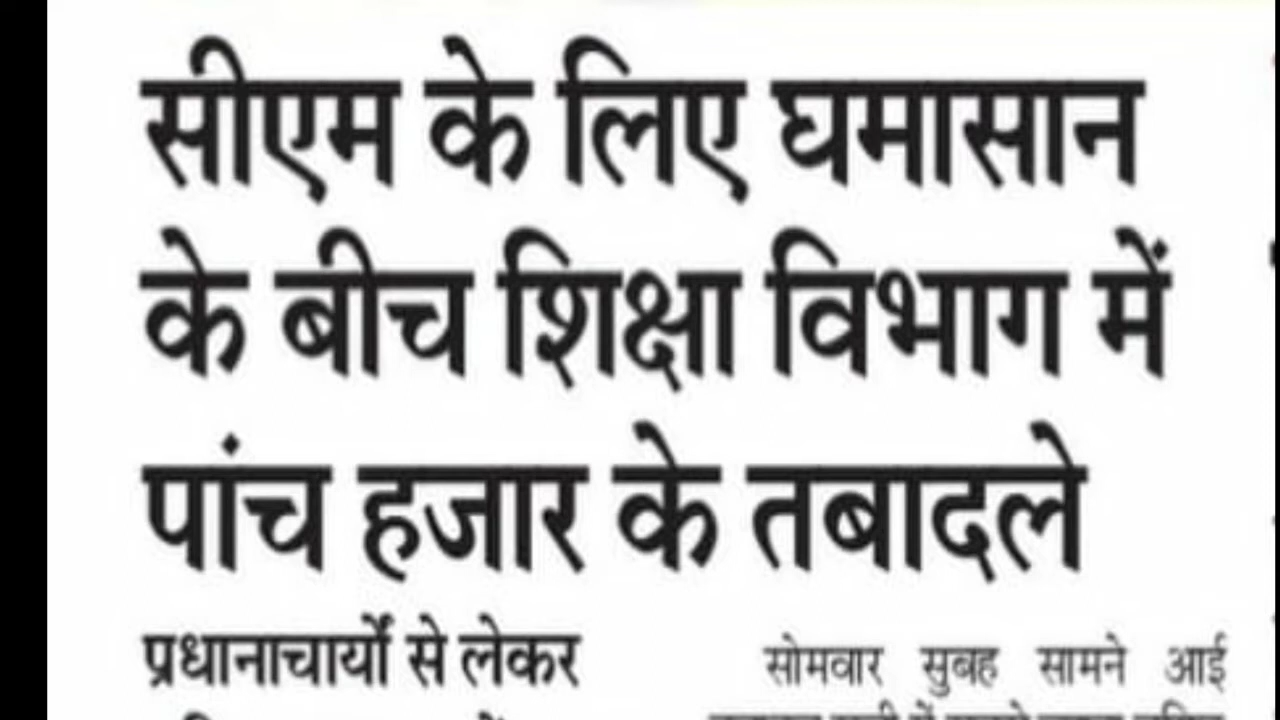 सीएम के लिए घमासान
के बीच शिक्षा विभाग में
पांच हजार के तबादले
प्रधानाचार्यों से लेकर
सोमवार सुबह सामने आई